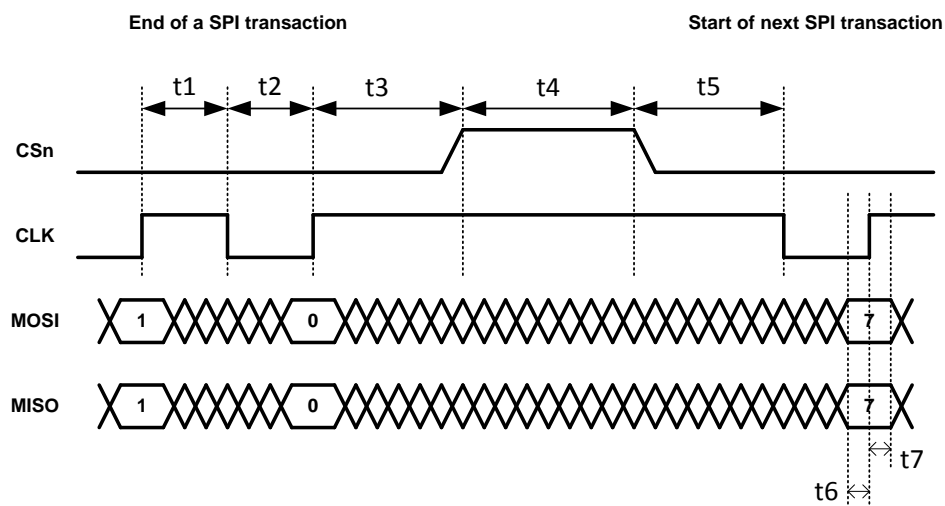 End of a SPI transaction Start of next SPI transaction
t1 t2 t3 t4 t5
CSn
CLK
MOSI 1 0 7
MISO 1 0 7
t7
t6